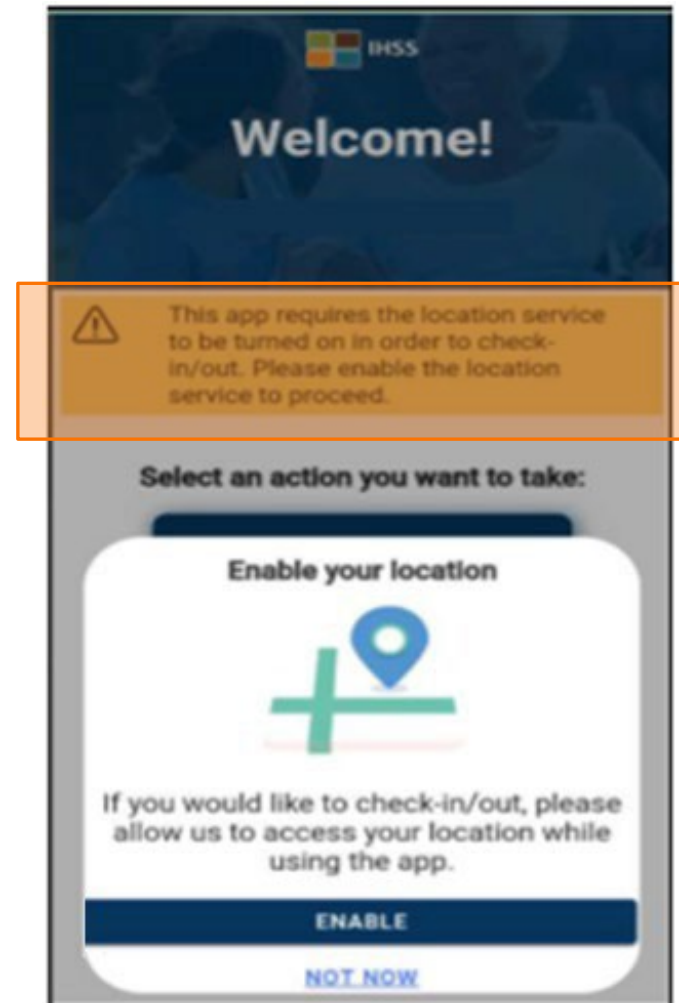 IHSS
Welcome!
This app requires the location service
to be turned on in order to check-
in/out. Please enable the location
service to proceed.
Select an action you want to take:
Enable your location
If you would like to check-in/out, please
allow us to access your location while
using the app.
ENABLE
NOT NOW